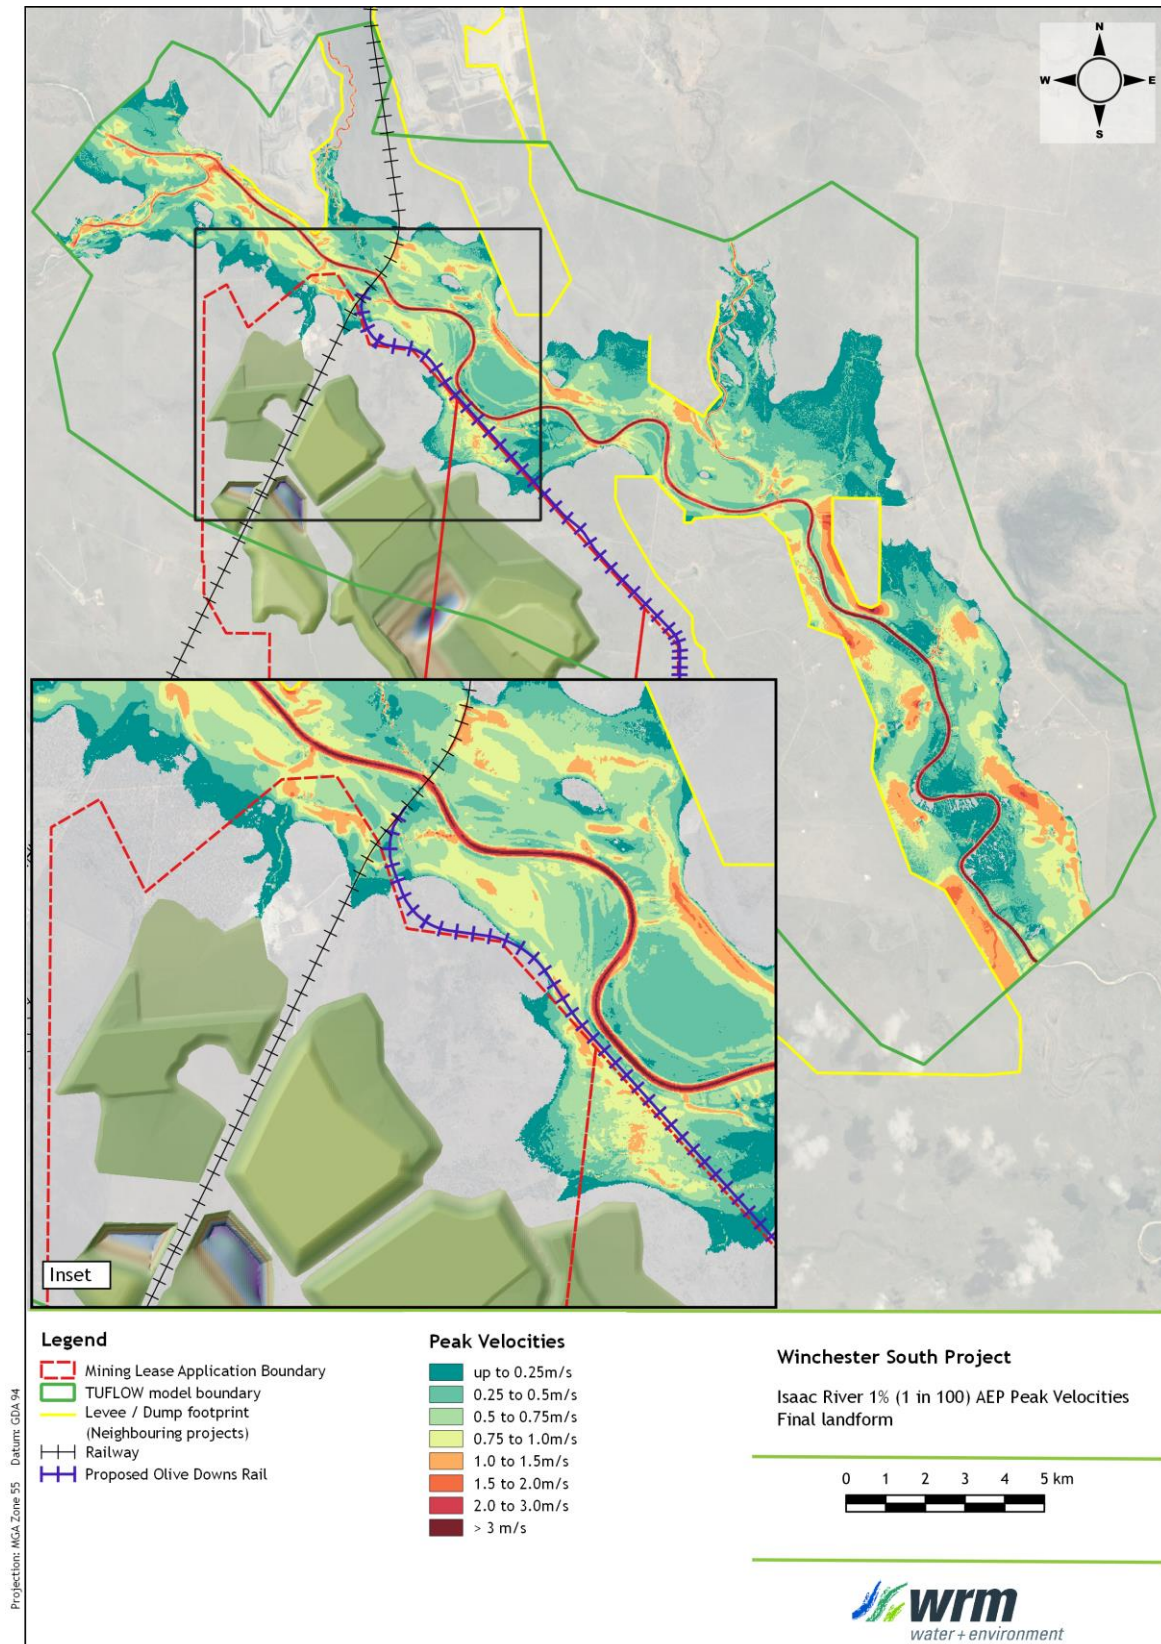 N
W
E
S
Inset
Legend
Mining Lease Application Boundary
TUFLOW model boundary
Levee / Dump footprint
(Neighbouring projects)
Railway
Proposed Olive Downs Rail
Peak Velocities
up to 0.25m/s
0.25 to 0.5m/s
0.5 to 0.75m/s
0.75 to 1.0m/s
1.0 to 1.5m/s
1.5 to 2.0m/s
2.0 to 3.0m/s
> 3 m/s
Winchester South Project
Isaac River 1% (1 in 100) AEP Peak Velocities
Final landform
0 1 2 3 4 5 km
wrm
water + environment
Projection: MGA Zone 55 Datum: GDA 94